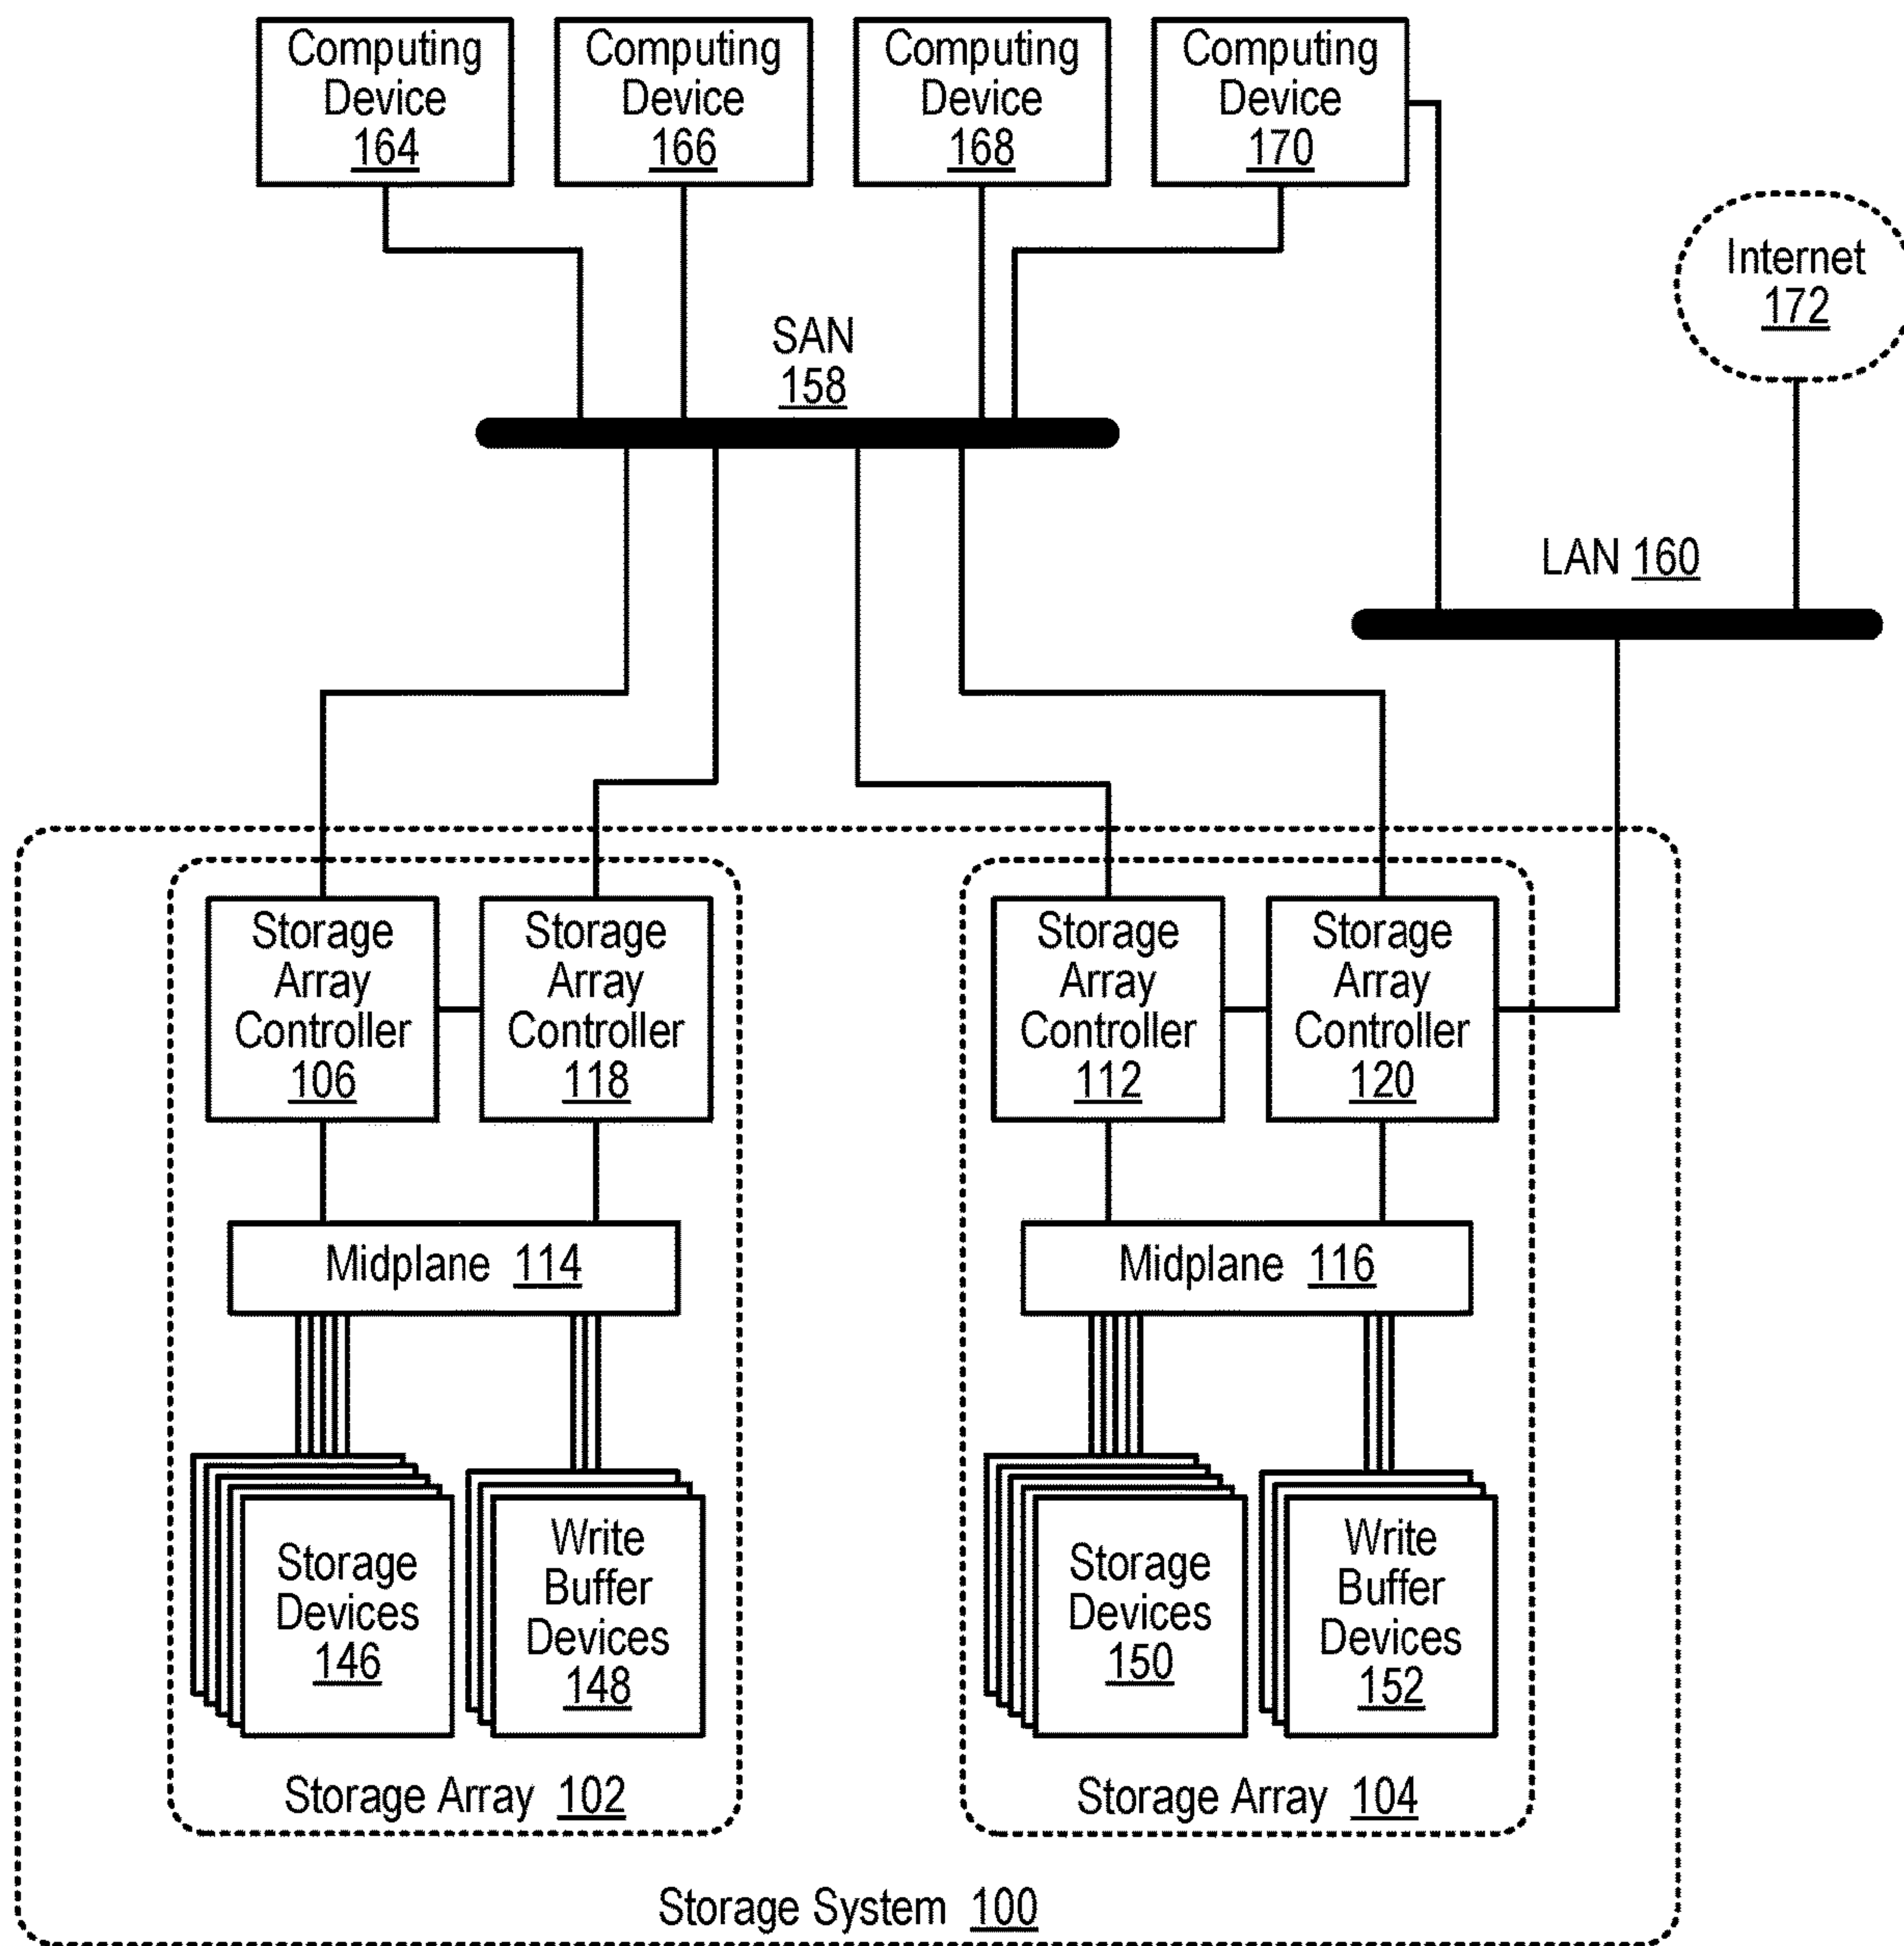 Computing
Device
164
Computing
Device
166
Computing
Device
168
Computing
Device
170
Internet
172
SAN
158
LAN 160
Storage
Array
Controller
106
Storage
Array
Controller
118
Storage
Array
Controller
112
Storage
Array
Controller
120
Midplane 114
Midplane 116
Storage
Devices
146
Write
Buffer
Devices
148
Storage
Devices
150
Write
Buffer
Devices
152
Storage Array 102
Storage Array 104
Storage System 100